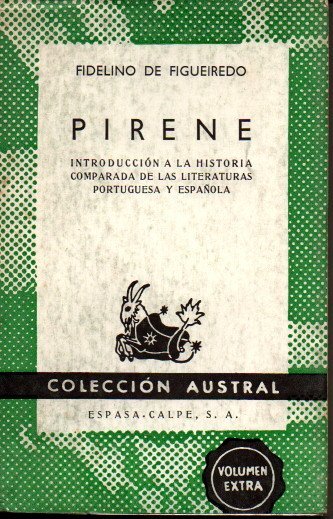 FIDELINO DE FIGUEIREDO
PIRENE
INTRODUCCIÓN A LA HISTORIA
COMPARADA DE LAS LITERATURAS
PORTUGUESA Y ESPAÑOLA
COLECCIÓN AUSTRAL
ESPASA-CALPE, S. A.
VOLUMEN
EXTRA